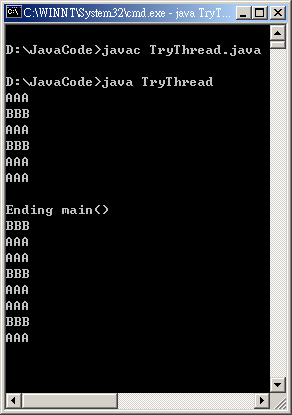 C:\WINNT\System32\cmd.exe - java TryT...
D:\JavaCode>javac TryThread.java
D:\JavaCode>java TryThread
AAA
BBB
AAA
BBB
AAA
AAA
Ending main()
BBB
AAA
AAA
BBB
AAA
AAA
BBB
AAA